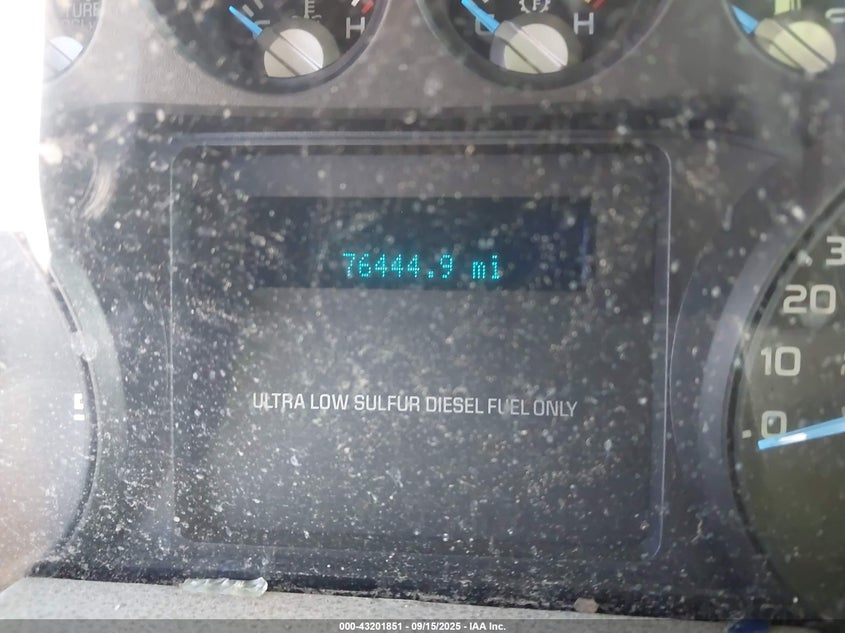 H
C
H
76444.9 mi
ULTRA LOW SULFUR DIESEL FUEL ONLY
20
10
0
000-43201851 - 09/15/2025 - IAA Inc.